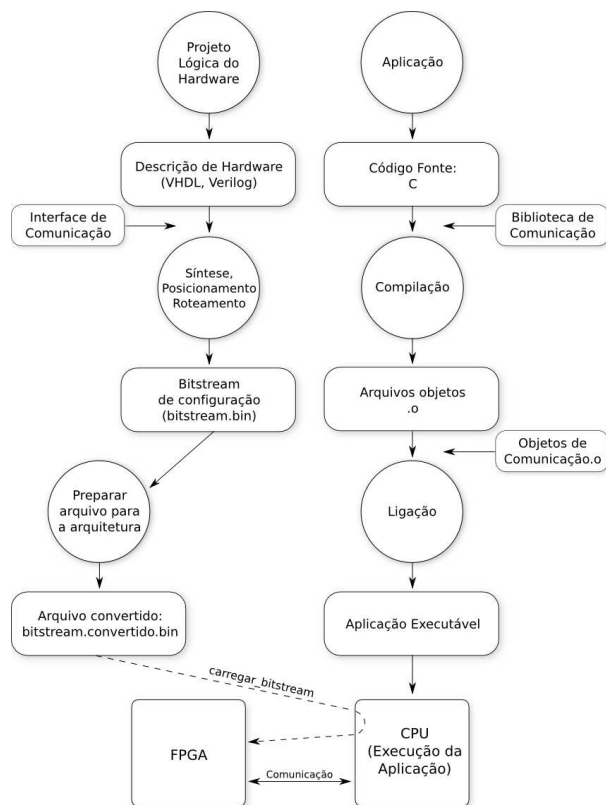 Projeto
Lógica do
Hardware
Aplicação
Descrição de Hardware
(VHDL, Verilog)
Código Fonte:
C
Interface de
Comunicação
Biblioteca de
Comunicação
Síntese,
Posicionamento
Roteamento
Compilação
Bitstream
de configuração
(bitstream.bin)
Arquivos objetos
.o
Objetos de
Comunicação.o
Preparar
arquivo para
a arquitetura
Ligação
Arquivo convertido:
bitstream.convertido.bin
Aplicação Executável
carregar_bitstream
FPGA
Comunicação
CPU
(Execução da
Aplicação)